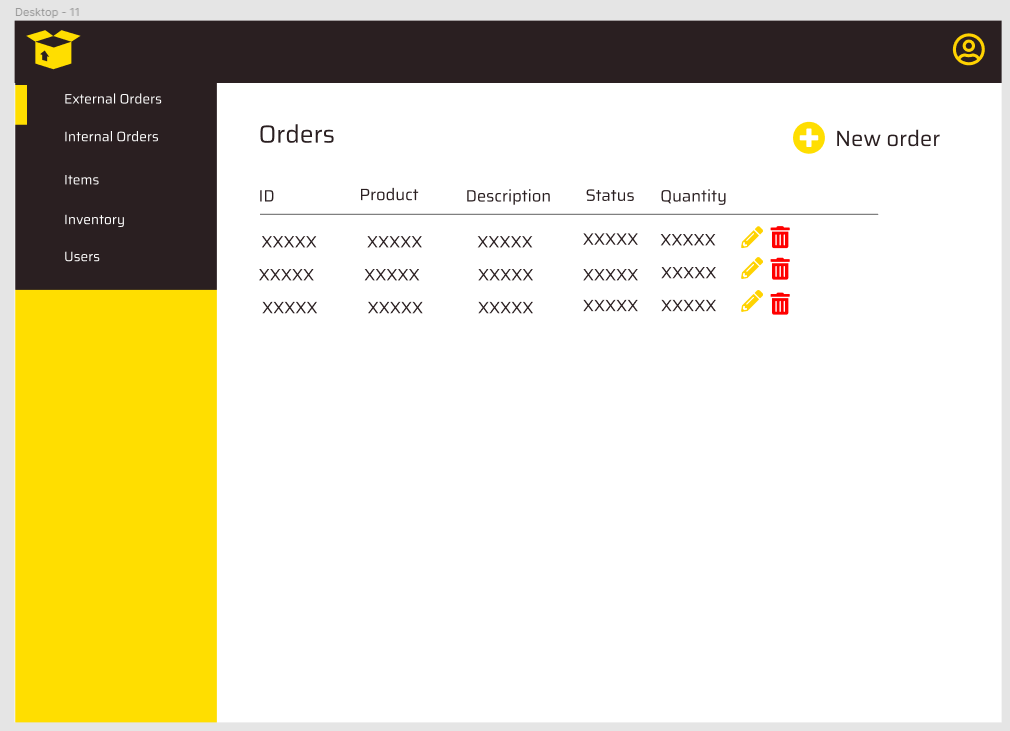 Desktop - 11
External Orders
Internal Orders
Items
Inventory
Users
Orders
New order
ID Product Description Status Quantity
XXXXX XXXXX XXXXX XXXXX XXXXX
XXXXX XXXXX XXXXX XXXXX XXXXX
XXXXX XXXXX XXXXX XXXXX XXXXX